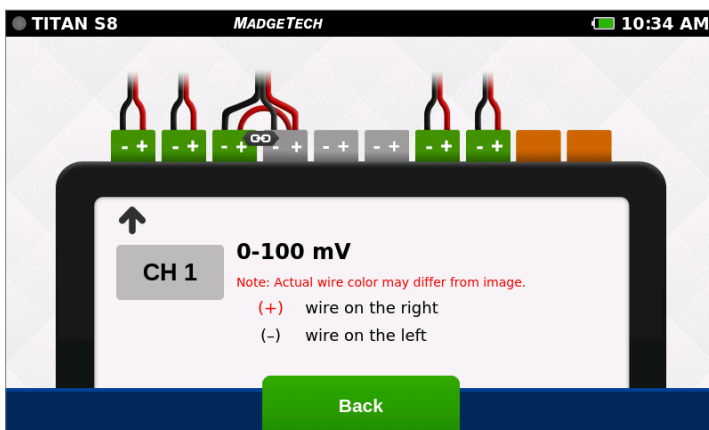 TITAN S8 MADGETECH 10:34 AM
- + - + - + - + - + - + - + - +
CH 1
0-100 mV
Note: Actual wire color may differ from image.
(+) wire on the right
(–) wire on the left
Back